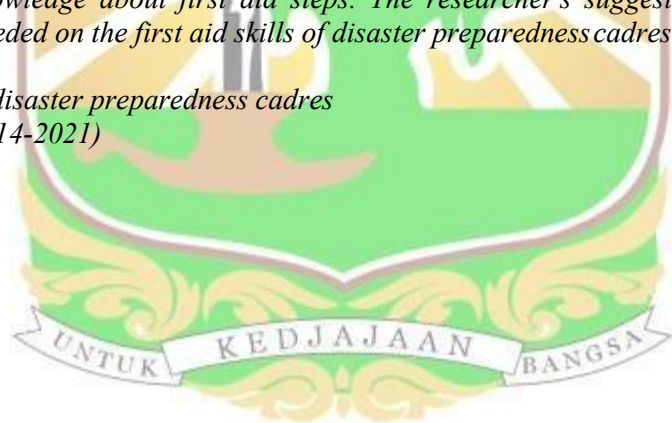 owledge about first aid steps. The researcher's suggest
eded on the first aid skills of disaster preparedness cadres
disaster preparedness cadres
14-2021)
UNTUK KEDJAJAAN BANGSA